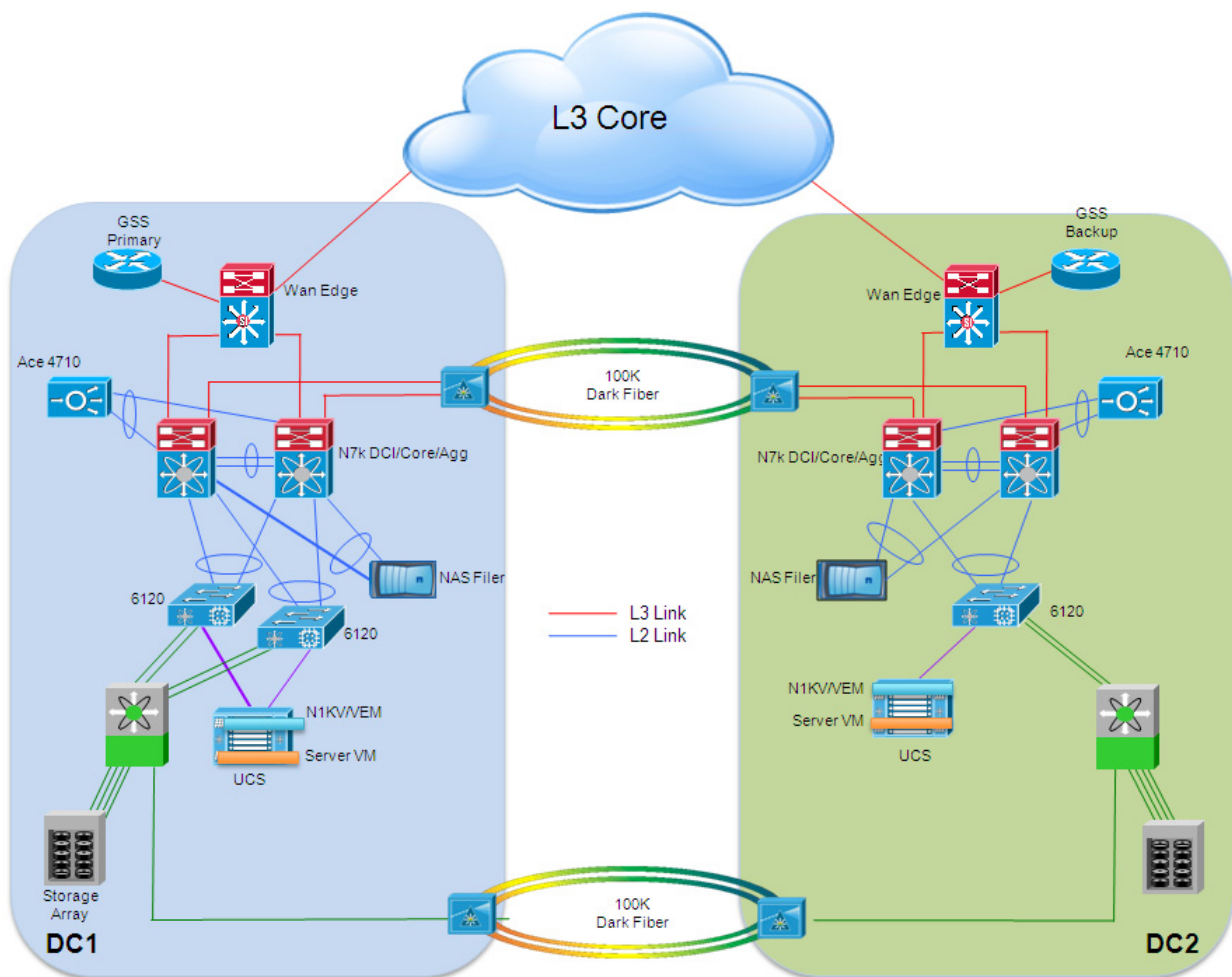 L3 Core
GSS
Primary
Wan Edge
Ace 4710
N7k DCI/Core/Agg
NAS Filer
6120
6120
N1KV/VEM
Server VM
UCS
Storage
Array
DC1
100K
Dark Fiber
L3 Link
L2 Link
100K
Dark Fiber
GSS
Backup
Wan Edge
Ace 4710
N7k DCI/Core/Agg
NAS Filer
6120
N1KV/VEM
Server VM
UCS
DC2